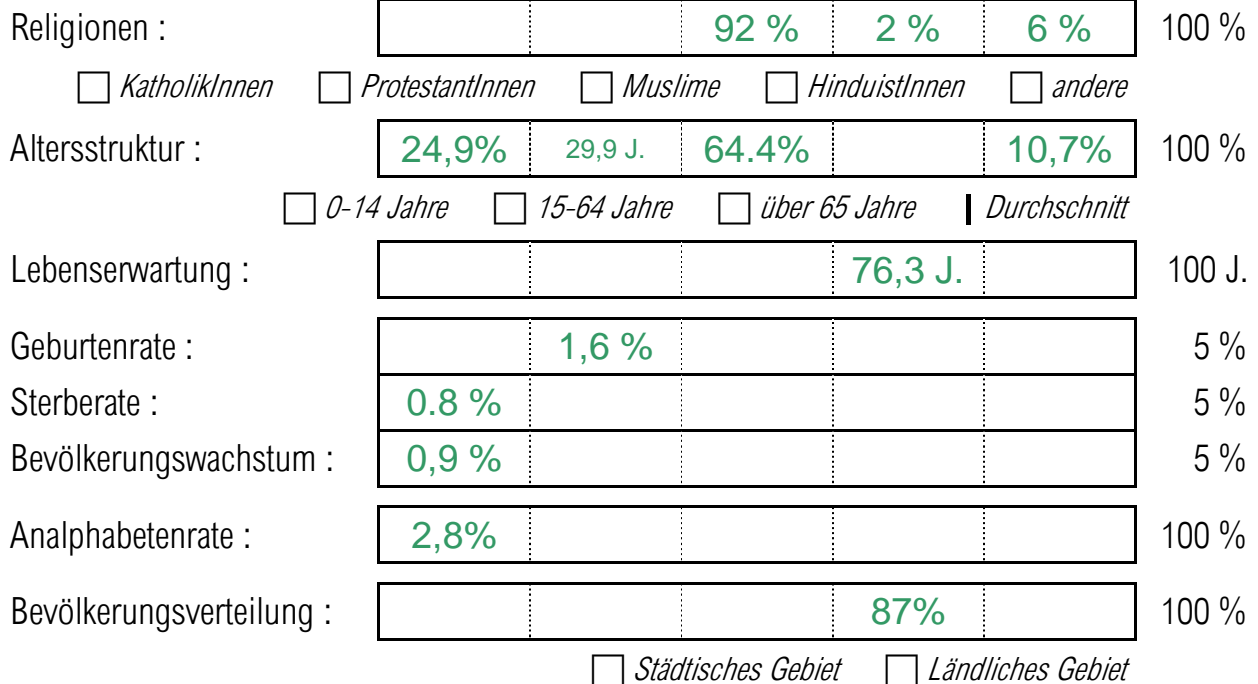 Religionen : 92 % 2 % 6 % 100 %
KatholikInnen ProtestantInnen Muslime HinduistInnen andere
Altersstruktur : 24,9% 29,9 J. 64.4% 10,7% 100 %
0-14 Jahre 15-64 Jahre über 65 Jahre Durchschnitt
Lebenserwartung : 76,3 J. 100 J.
Geburtenrate : 1,6 % 5 %
Sterberate : 0.8 % 5 %
Bevölkerungswachstum : 0,9 % 5 %
Analphabetenrate : 2,8% 100 %
Bevölkerungsverteilung : 87% 100 %
Städtisches Gebiet Ländliches Gebiet